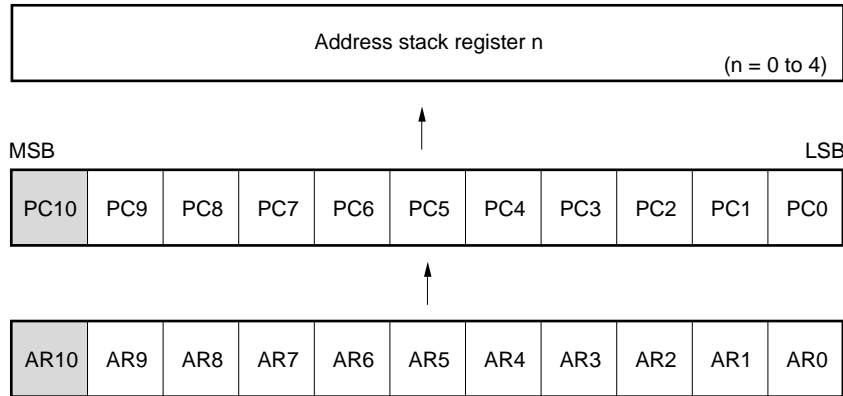 Address stack register n
(n = 0 to 4)
MSB LSB
PC10 PC9 PC8 PC7 PC6 PC5 PC4 PC3 PC2 PC1 PC0
AR10 AR9 AR8 AR7 AR6 AR5 AR4 AR3 AR2 AR1 AR0